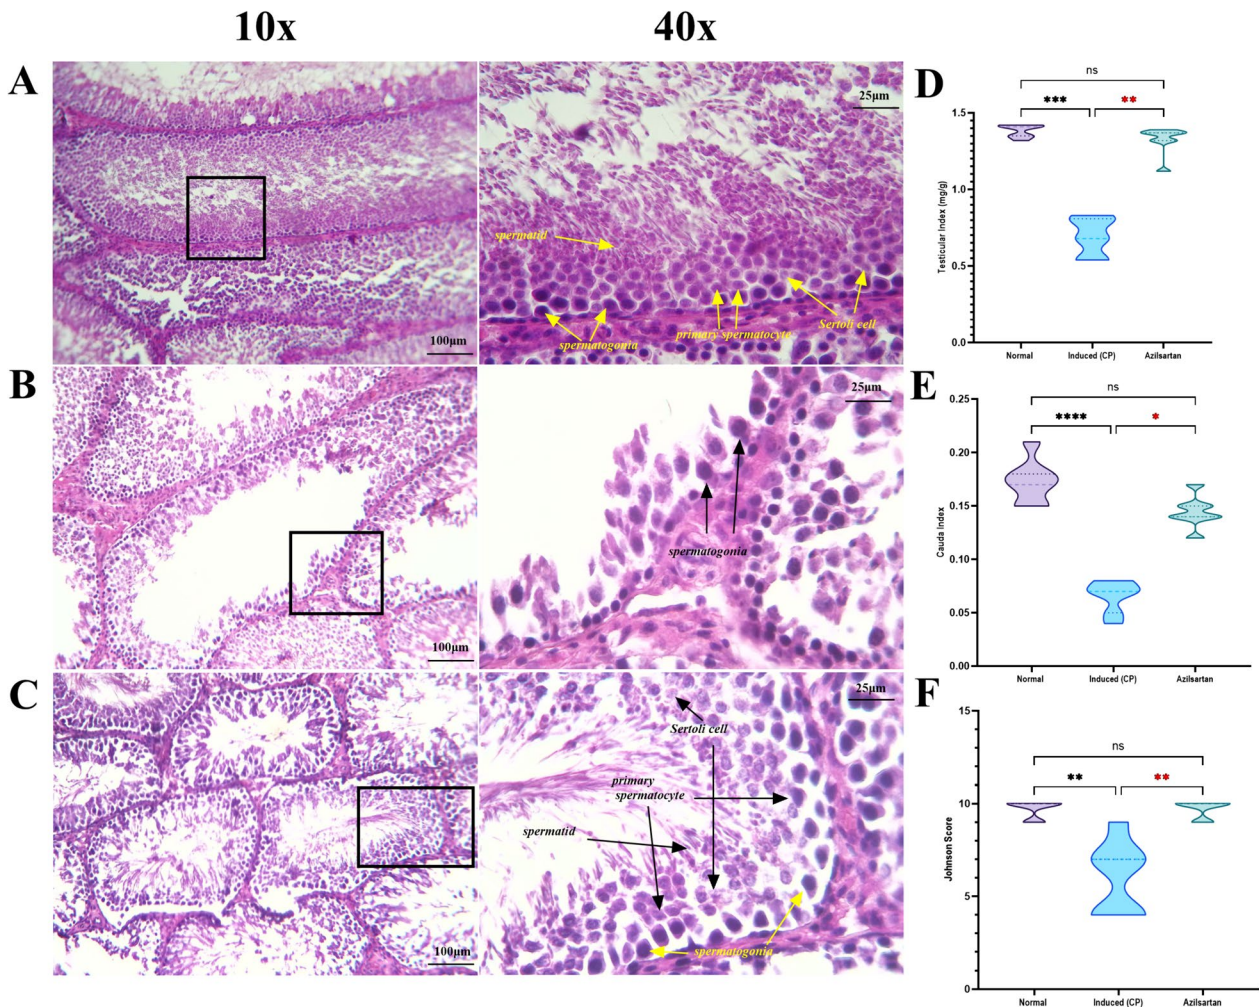 10x
40x
A
25µm
spermatid
spermatogonia
primary spermatocyte
Sertoli cell
100µm
B
25µm
spermatogonia
100µm
C
25µm
Sertoli cell
primary
spermatocyte
spermatid
spermatogonia
100µm
D
ns
*** **
Testicular Index (mg/g)
1.5
1.0
0.5
0.0
Normal Induced (CP) Azilsartan
E
ns
**** *
Cauda Index
0.25
0.20
0.15
0.10
0.05
0.00
Normal Induced (CP) Azilsartan
F
ns
** **
Johnson Score
15
10
5
0
Normal Induced (CP) Azilsartan